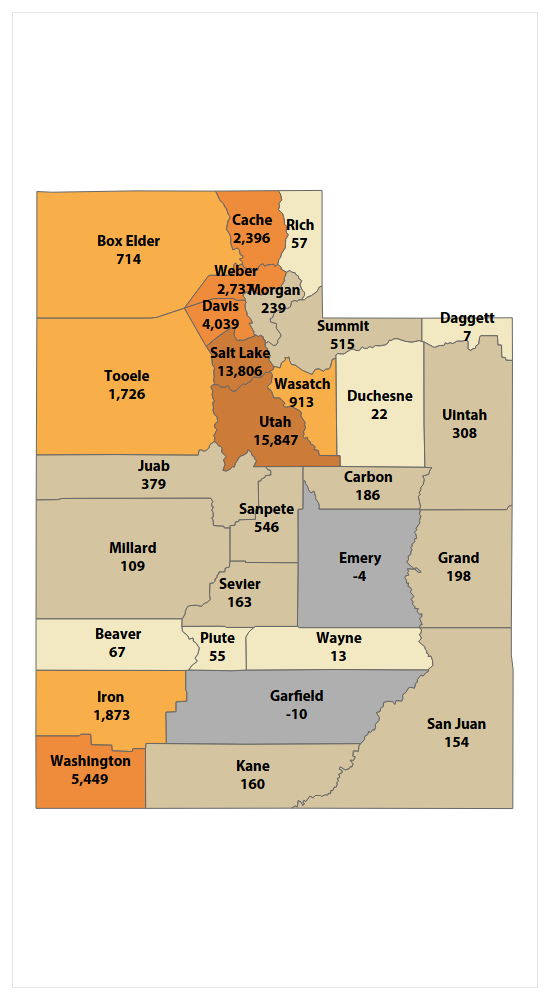 Cache
2,396
Rich
57
Box Elder
714
Weber
2,737
Morgan
239
Davis
4,039
Daggett
7
Summit
515
Salt Lake
13,806
Tooele
1,726
Wasatch
913
Duchesne
22
Uintah
308
Utah
15,847
Juab
379
Carbon
186
Sanpete
546
Millard
109
Emery
-4
Grand
198
Sevier
163
Beaver
67
Piute
55
Wayne
13
Iron
1,873
Garfield
-10
San Juan
154
Washington
5,449
Kane
160